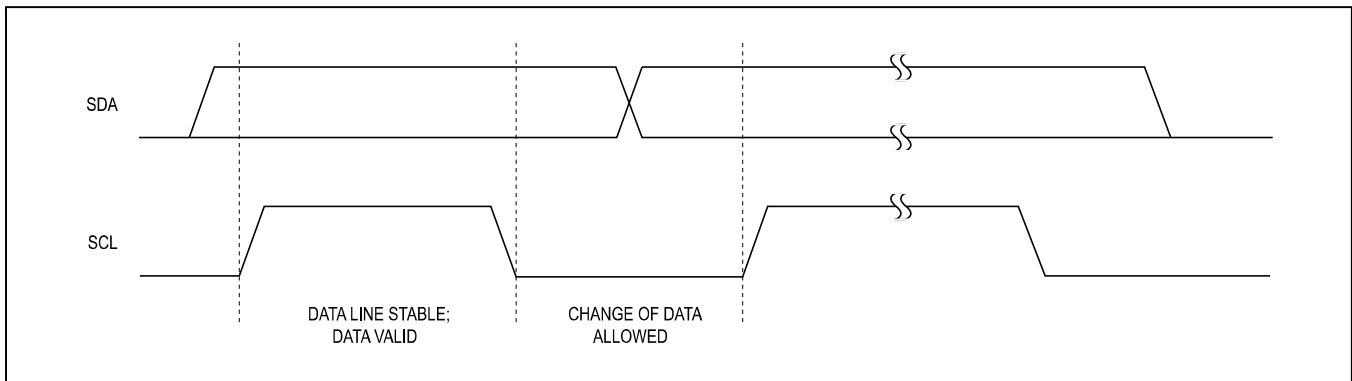 SDA
SCL
DATA LINE STABLE;
DATA VALID
CHANGE OF DATA
ALLOWED